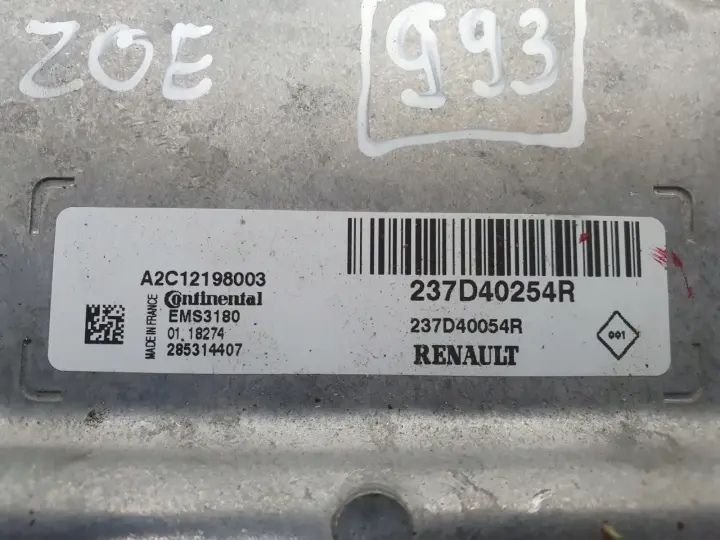 ZOE 993
A2C12198003
Continental
EMS3180
01 18274
285314407
MADE IN FRANCE
237D40254R
237D40054R
RENAULT
001